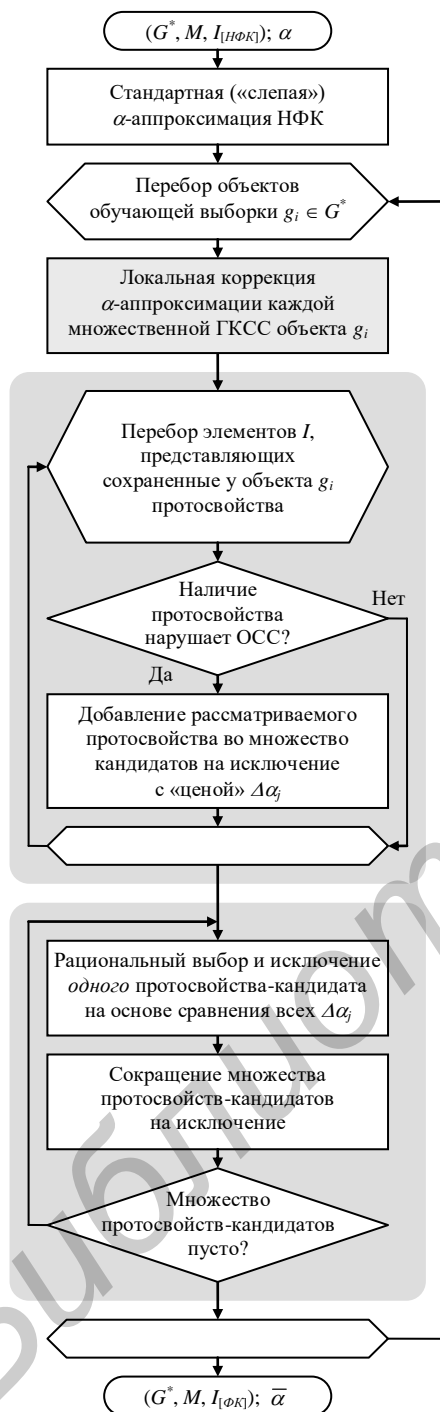 (G*, M, I[НФК]); α
Стандартная («слепая»)
α-аппроксимация НФК
Перебор объектов
обучающей выборки gi ∈ G*
Локальная коррекция
α-аппроксимации каждой
множественной ГКСС объекта gi
Перебор элементов I,
представляющих
сохраненные у объекта gi
протосвойства
Наличие
протосвойства
нарушает ОСС?
Нет
Да
Добавление рассматриваемого
протосвойства во множество
кандидатов на исключение
с «ценой» Δαj
Рациональный выбор и исключение
одного протосвойства-кандидата
на основе сравнения всех Δαj
Сокращение множества
протосвойств-кандидатов
на исключение
Множество
протосвойств-кандидатов
пусто?
(G*, M, I[ФК]); ᾱ